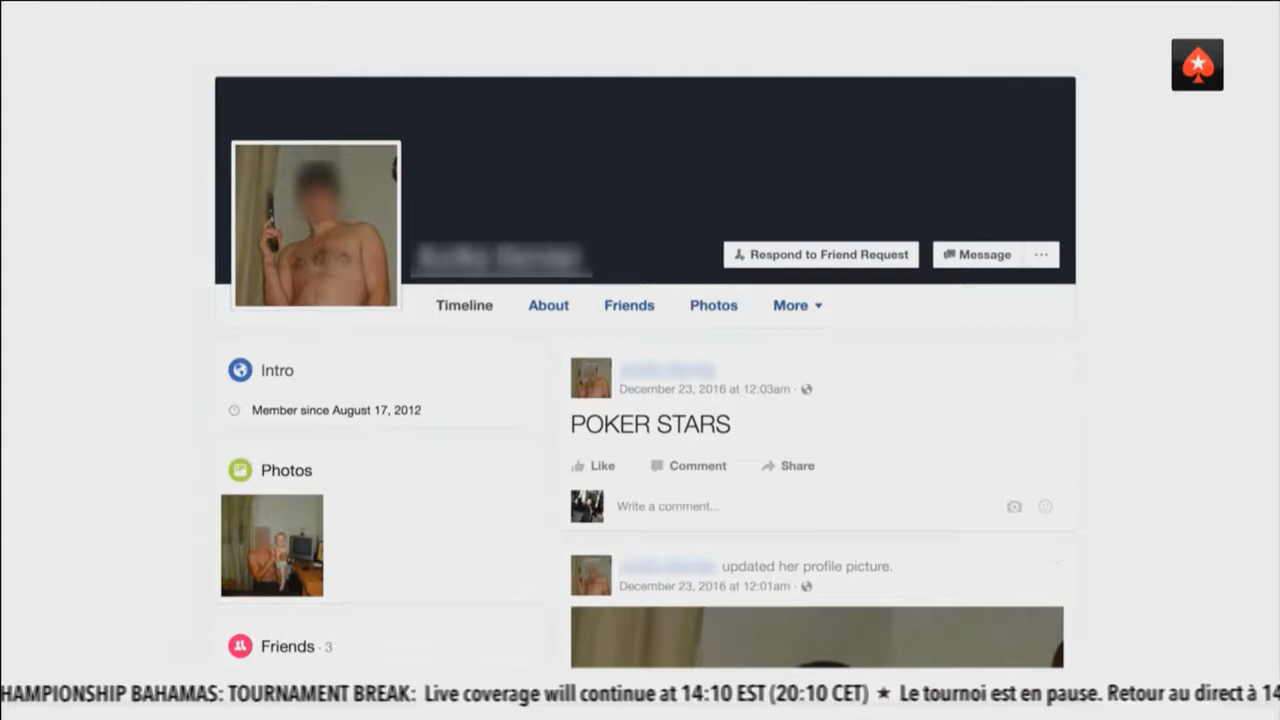 Respond to Friend Request
Message
Timeline
About
Friends
Photos
More
Intro
Member since August 17, 2012
Photos
Friends · 3
December 23, 2016 at 12:03am ·
POKER STARS
Like
Comment
Share
Write a comment...
updated her profile picture.
December 23, 2016 at 12:01am ·
HAMPIONSHIP BAHAMAS: TOURNAMENT BREAK: Live coverage will continue at 14:10 EST (20:10 CET) ★ Le tournoi est en pause. Retour au direct à 14